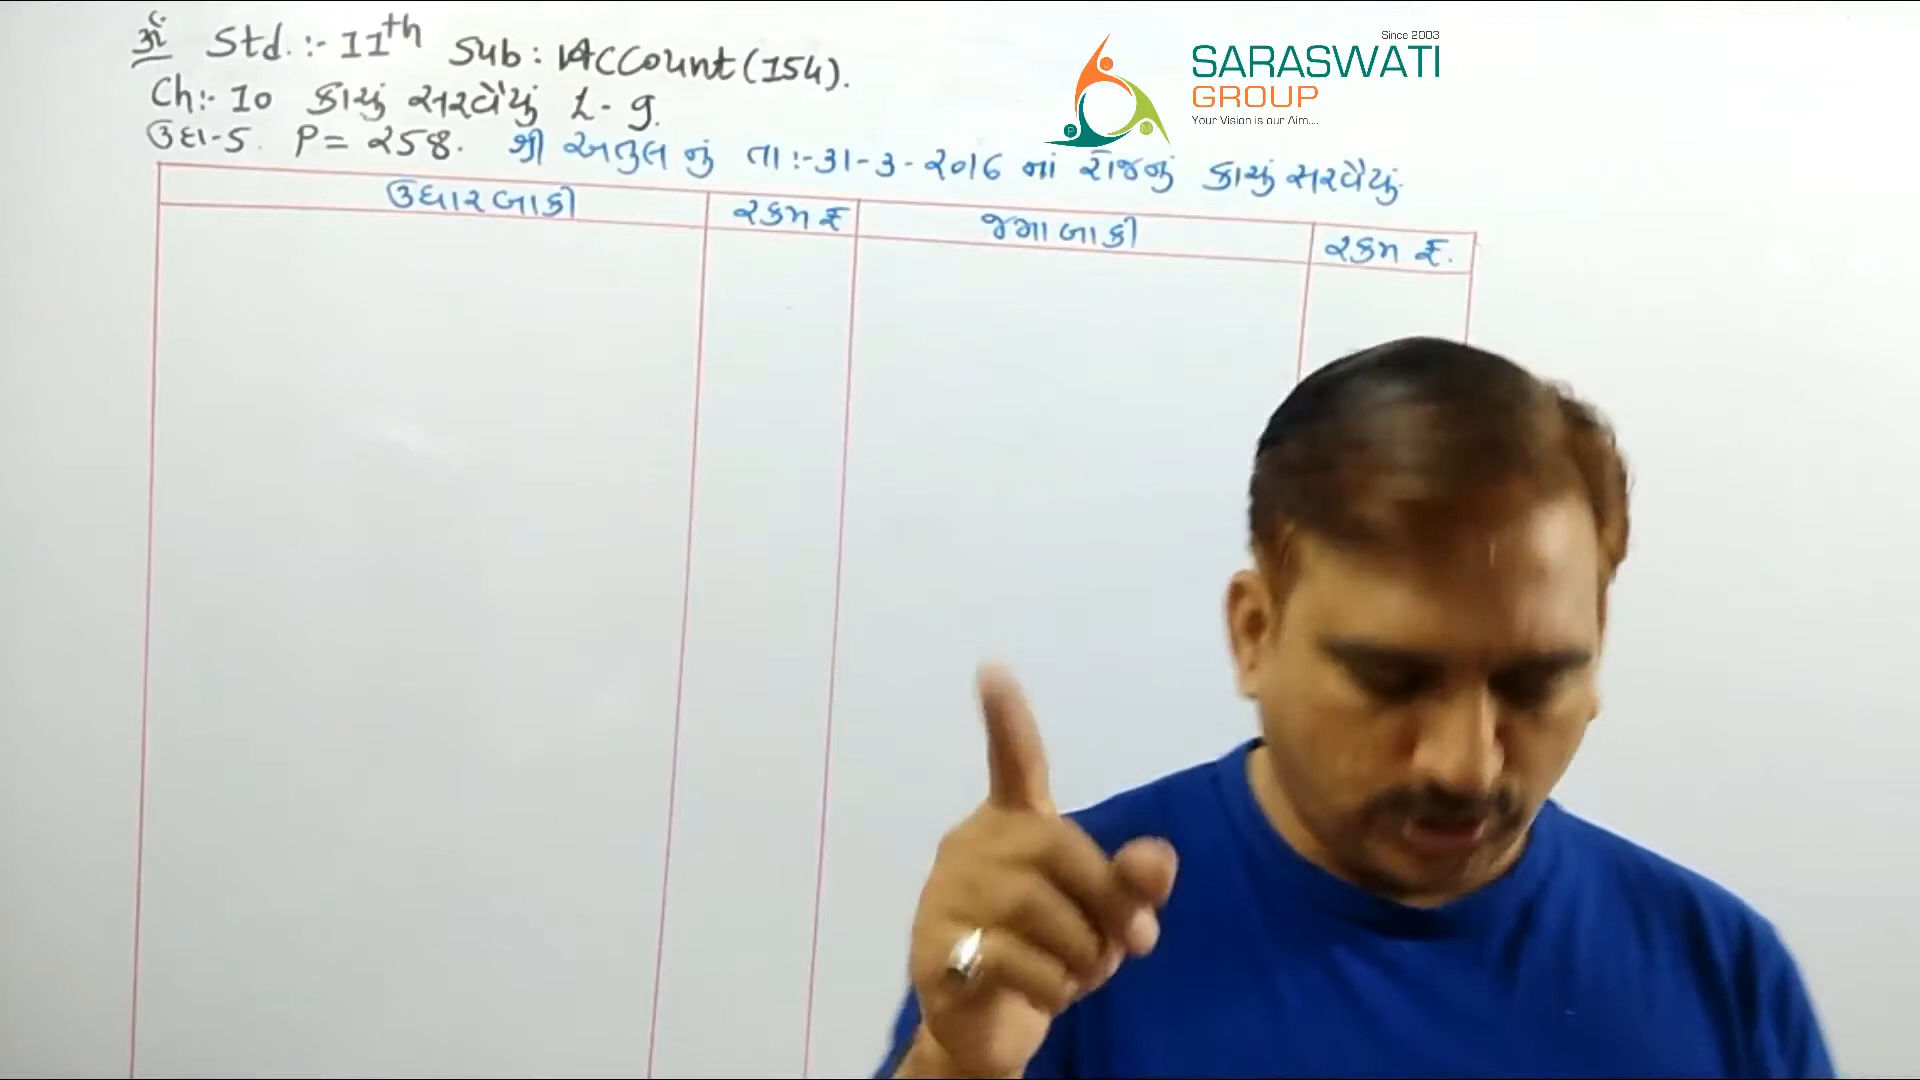 ૐ Std.:- 11th Sub: Account (154).
Ch:- 10 કાચું સરવૈયું L-9.
ઉદા-5. P= 258. શ્રી અતુલ નું તા:-31-3-2016 નાં રોજનું કાચું સરવૈયું.
ઉધાર બાકી રકમ ₹ જમા બાકી રકમ ₹.
Since 2003
SARASWATI
GROUP
Your Vision is our Aim....